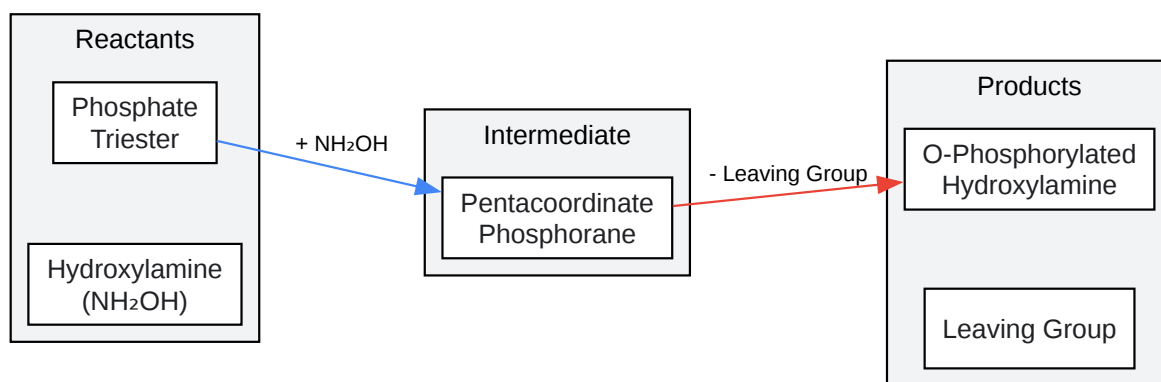 Reactants
Phosphate
Triester
Hydroxylamine
(NH₂OH)
+ NH₂OH
Intermediate
Pentacoordinate
Phosphorane
- Leaving Group
Products
O-Phosphorylated
Hydroxylamine
Leaving Group